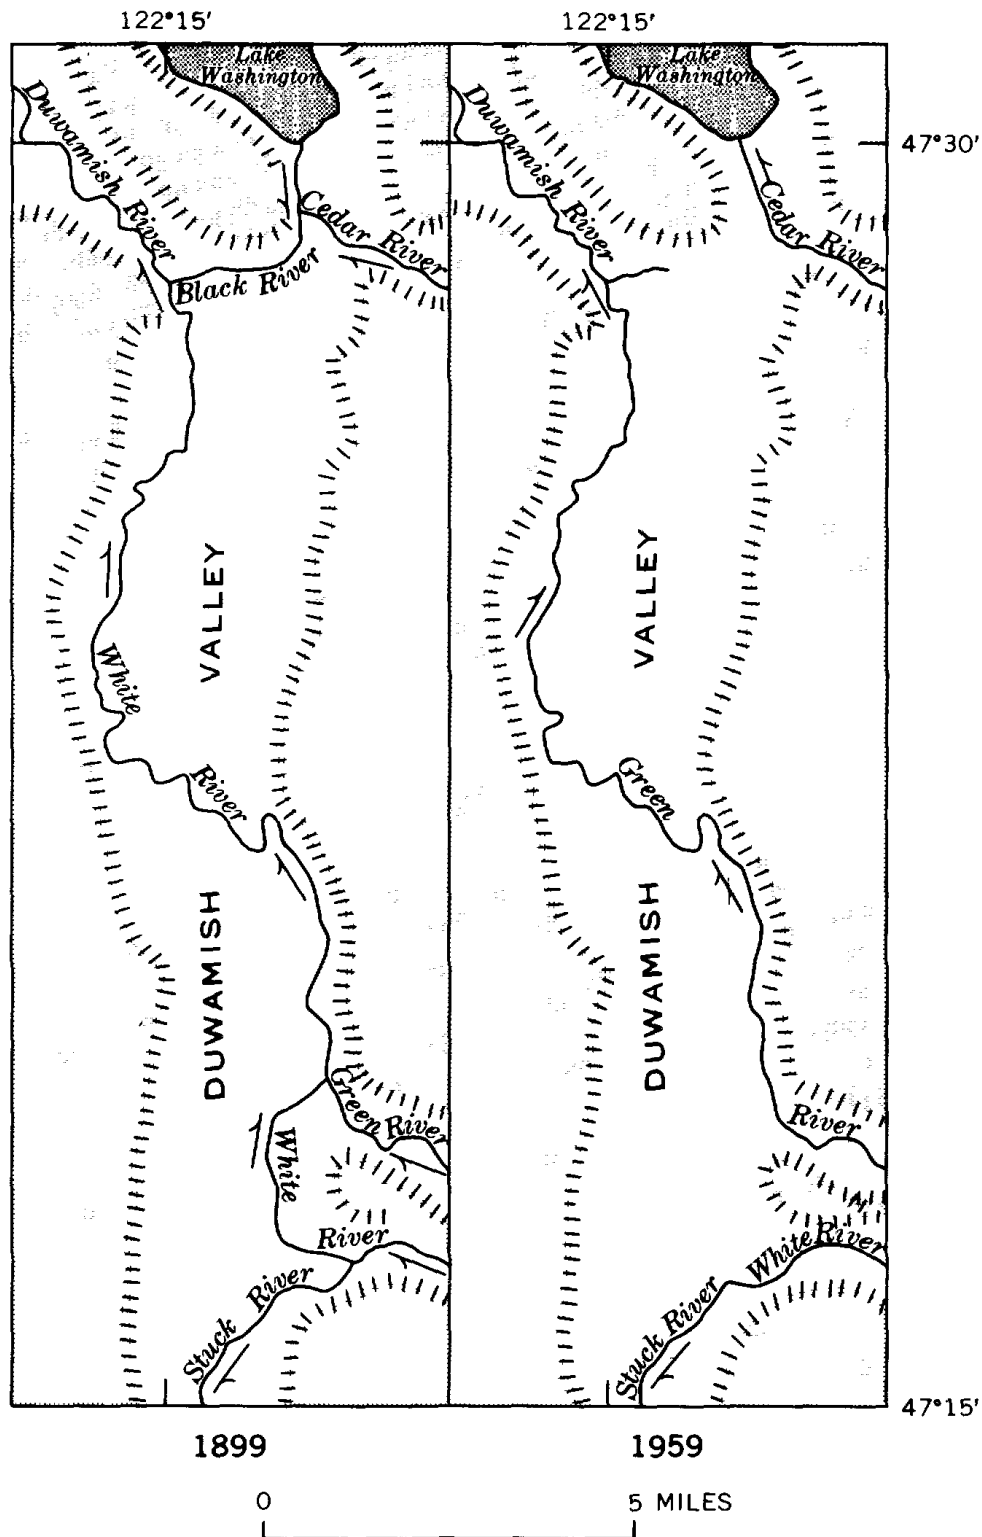 122°15′
122°15′
Lake
Washington
Lake
Washington
47°30′
Duwamish River
Cedar River
Black River
VALLEY
White
River
DUWAMISH
Green River
White
River
Stuck River
Duwamish River
Cedar River
VALLEY
Green
DUWAMISH
River
White River
Stuck River
47°15′
1899
1959
0
5 MILES